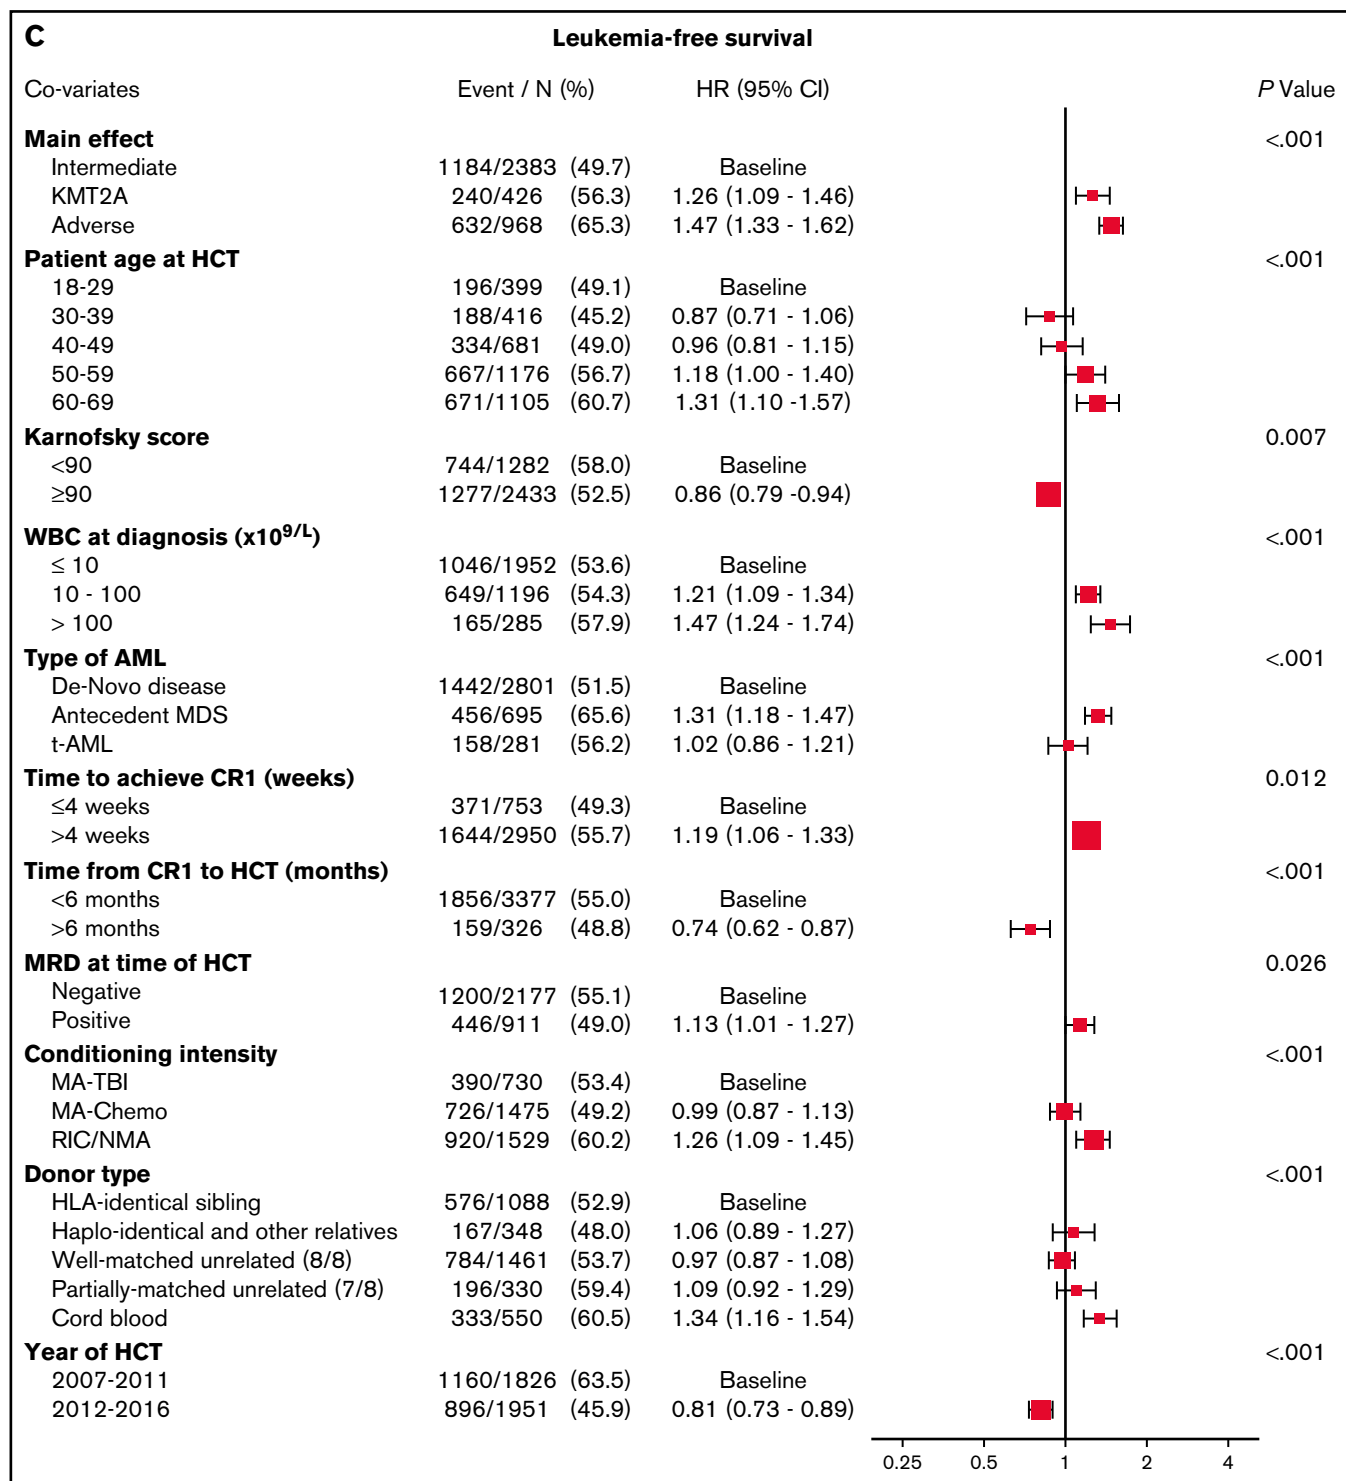 C Leukemia-free survival
Co-variates Event / N (%) HR (95% CI) P Value
Main effect <.001
Intermediate 1184/2383 (49.7) Baseline
KMT2A 240/426 (56.3) 1.26 (1.09 - 1.46)
Adverse 632/968 (65.3) 1.47 (1.33 - 1.62)
Patient age at HCT <.001
18-29 196/399 (49.1) Baseline
30-39 188/416 (45.2) 0.87 (0.71 - 1.06)
40-49 334/681 (49.0) 0.96 (0.81 - 1.15)
50-59 667/1176 (56.7) 1.18 (1.00 - 1.40)
60-69 671/1105 (60.7) 1.31 (1.10 -1.57)
Karnofsky score 0.007
<90 744/1282 (58.0) Baseline
≥90 1277/2433 (52.5) 0.86 (0.79 -0.94)
WBC at diagnosis (x10⁹/ᴸ) <.001
≤ 10 1046/1952 (53.6) Baseline
10 - 100 649/1196 (54.3) 1.21 (1.09 - 1.34)
> 100 165/285 (57.9) 1.47 (1.24 - 1.74)
Type of AML <.001
De-Novo disease 1442/2801 (51.5) Baseline
Antecedent MDS 456/695 (65.6) 1.31 (1.18 - 1.47)
t-AML 158/281 (56.2) 1.02 (0.86 - 1.21)
Time to achieve CR1 (weeks) 0.012
≤4 weeks 371/753 (49.3) Baseline
>4 weeks 1644/2950 (55.7) 1.19 (1.06 - 1.33)
Time from CR1 to HCT (months) <.001
<6 months 1856/3377 (55.0) Baseline
>6 months 159/326 (48.8) 0.74 (0.62 - 0.87)
MRD at time of HCT 0.026
Negative 1200/2177 (55.1) Baseline
Positive 446/911 (49.0) 1.13 (1.01 - 1.27)
Conditioning intensity <.001
MA-TBI 390/730 (53.4) Baseline
MA-Chemo 726/1475 (49.2) 0.99 (0.87 - 1.13)
RIC/NMA 920/1529 (60.2) 1.26 (1.09 - 1.45)
Donor type <.001
HLA-identical sibling 576/1088 (52.9) Baseline
Haplo-identical and other relatives 167/348 (48.0) 1.06 (0.89 - 1.27)
Well-matched unrelated (8/8) 784/1461 (53.7) 0.97 (0.87 - 1.08)
Partially-matched unrelated (7/8) 196/330 (59.4) 1.09 (0.92 - 1.29)
Cord blood 333/550 (60.5) 1.34 (1.16 - 1.54)
Year of HCT <.001
2007-2011 1160/1826 (63.5) Baseline
2012-2016 896/1951 (45.9) 0.81 (0.73 - 0.89)
0.25 0.5 1 2 4